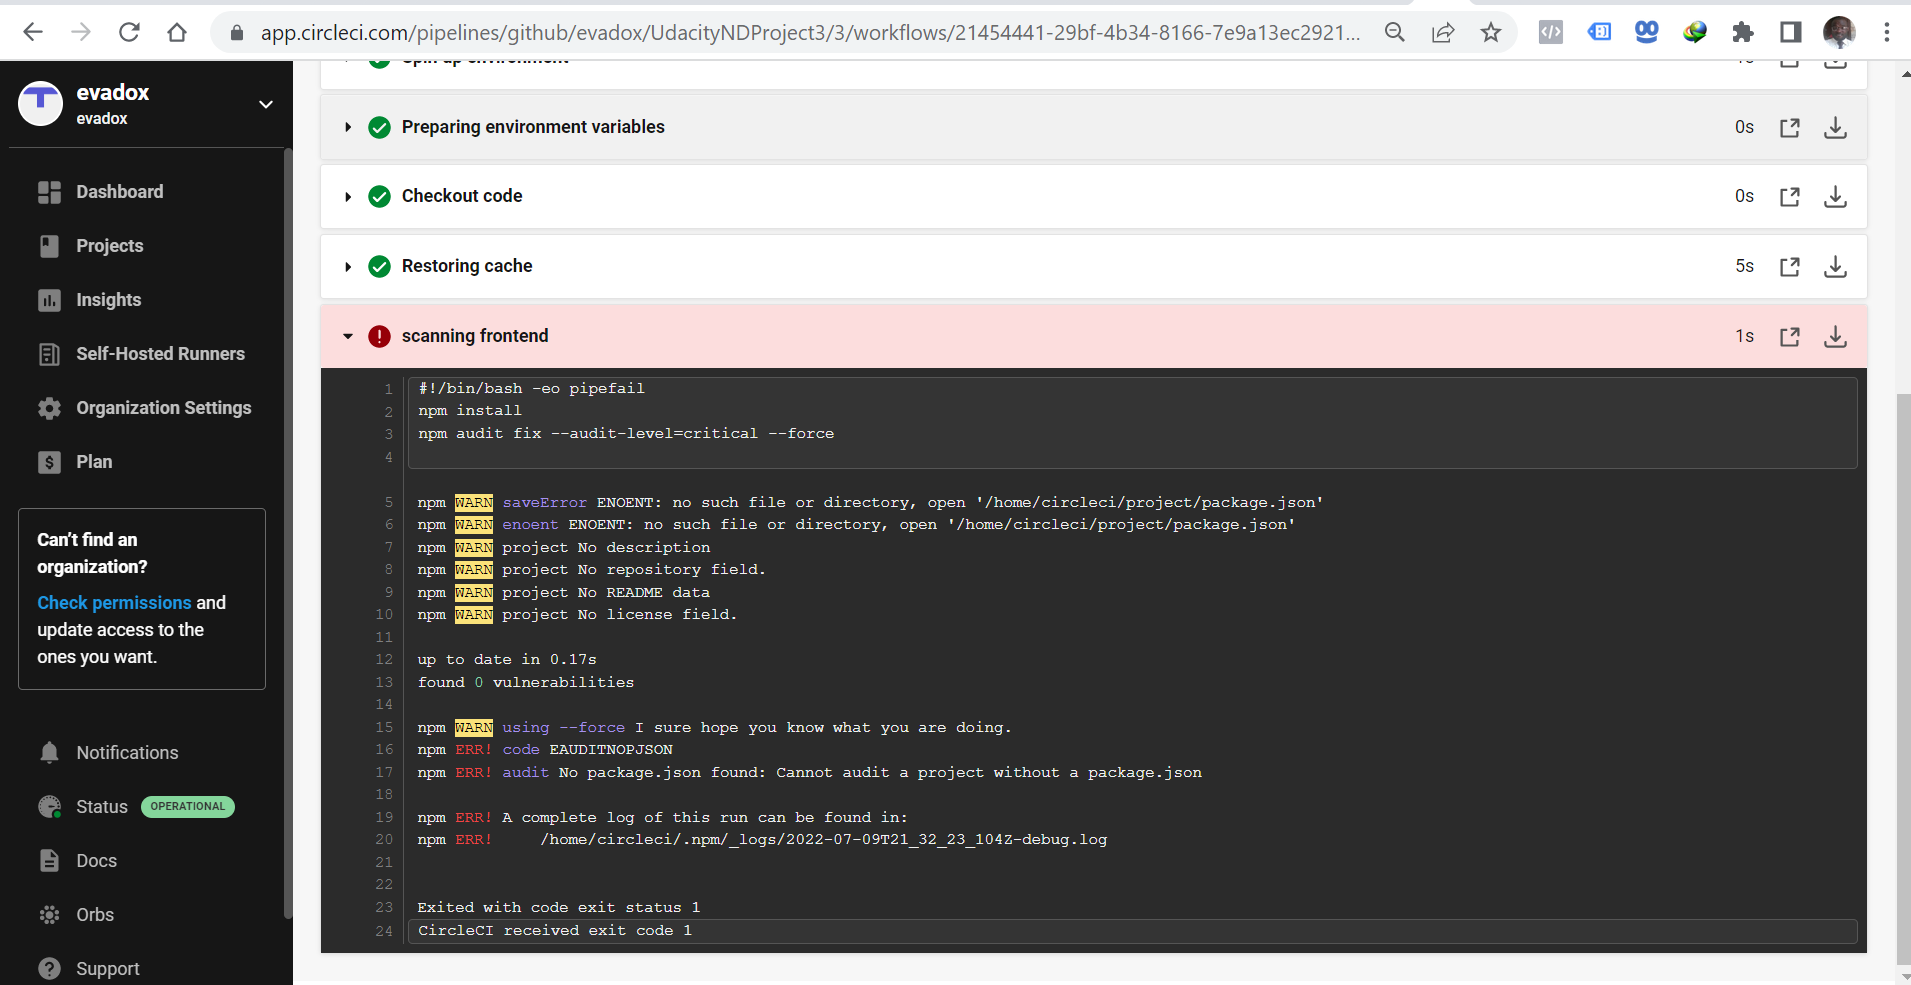 app.circleci.com/pipelines/github/evadox/UdacityNDProject3/3/workflows/21454441-29bf-4b34-8166-7e9a13ec2921...
evadox
evadox
Dashboard
Projects
Insights
Self-Hosted Runners
Organization Settings
Plan
Can't find an
organization?
Check permissions and
update access to the
ones you want.
Notifications
Status OPERATIONAL
Docs
Orbs
Support
Spin up environment
Preparing environment variables 0s
Checkout code 0s
Restoring cache 5s
scanning frontend 1s
1 #!/bin/bash -eo pipefail
2 npm install
3 npm audit fix --audit-level=critical --force
4
5 npm WARN saveError ENOENT: no such file or directory, open '/home/circleci/project/package.json'
6 npm WARN enoent ENOENT: no such file or directory, open '/home/circleci/project/package.json'
7 npm WARN project No description
8 npm WARN project No repository field.
9 npm WARN project No README data
10 npm WARN project No license field.
11
12 up to date in 0.17s
13 found 0 vulnerabilities
14
15 npm WARN using --force I sure hope you know what you are doing.
16 npm ERR! code EAUDITNOPJSON
17 npm ERR! audit No package.json found: Cannot audit a project without a package.json
18
19 npm ERR! A complete log of this run can be found in:
20 npm ERR!     /home/circleci/.npm/_logs/2022-07-09T21_32_23_104Z-debug.log
21
22
23 Exited with code exit status 1
24 CircleCI received exit code 1